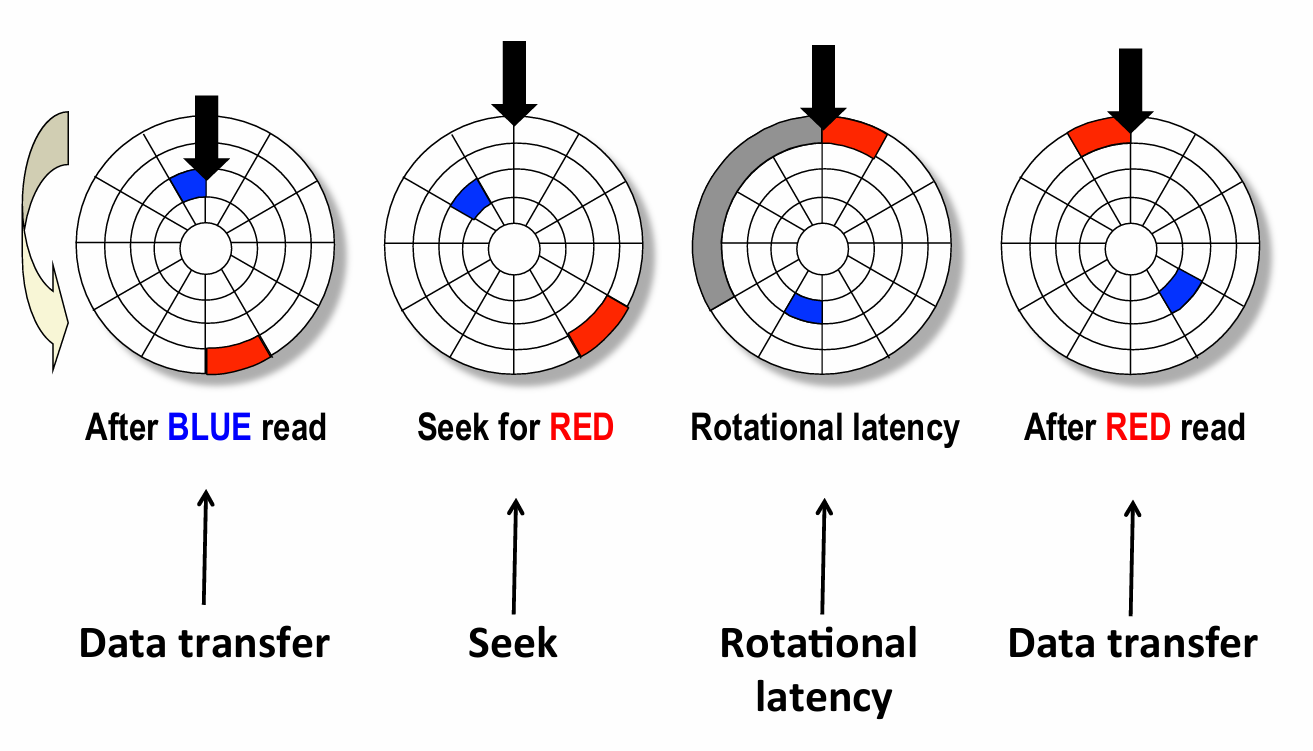 After BLUE read
Seek for RED
Rotational latency
After RED read
Data transfer
Seek
Rotational
latency
Data transfer